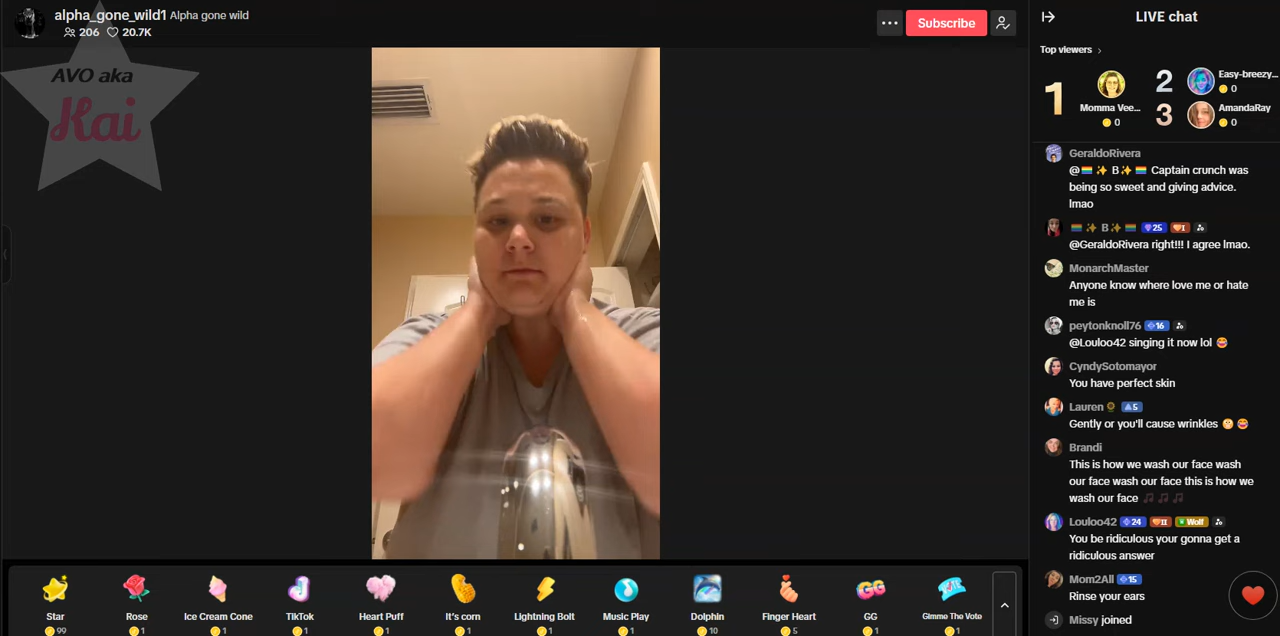 alpha_gone_wild1 Alpha gone wild
206 20.7K
Subscribe
AVO aka
Kai
LIVE chat
Top viewers >
1
Momma Vee...
0
2
Easy-breezy...
0
3
AmandaRay
0
GeraldoRivera
@🏳️‍🌈✨ B✨🏳️‍🌈 Captain crunch was
being so sweet and giving advice.
lmao
🏳️‍🌈✨ B✨🏳️‍🌈 25 I
@GeraldoRivera right!!! I agree lmao.
MonarchMaster
Anyone know where love me or hate
me is
peytonknoll76 16
@Louloo42 singing it now lol 🥰
CyndySotomayor
You have perfect skin
Lauren🌻 5
Gently or you'll cause wrinkles
Brandi
This is how we wash our face wash
our face wash our face this is how we
wash our face 🎵🎵🎵
Louloo42 24 II Wolf
You be ridiculous your gonna get a
ridiculous answer
Mom2All 15
Rinse your ears
Missy joined
Star
99
Rose
1
Ice Cream Cone
1
TikTok
1
Heart Puff
1
It's corn
1
Lightning Bolt
1
Music Play
1
Dolphin
10
Finger Heart
5
GG
GG
1
Gimme The Vote
1